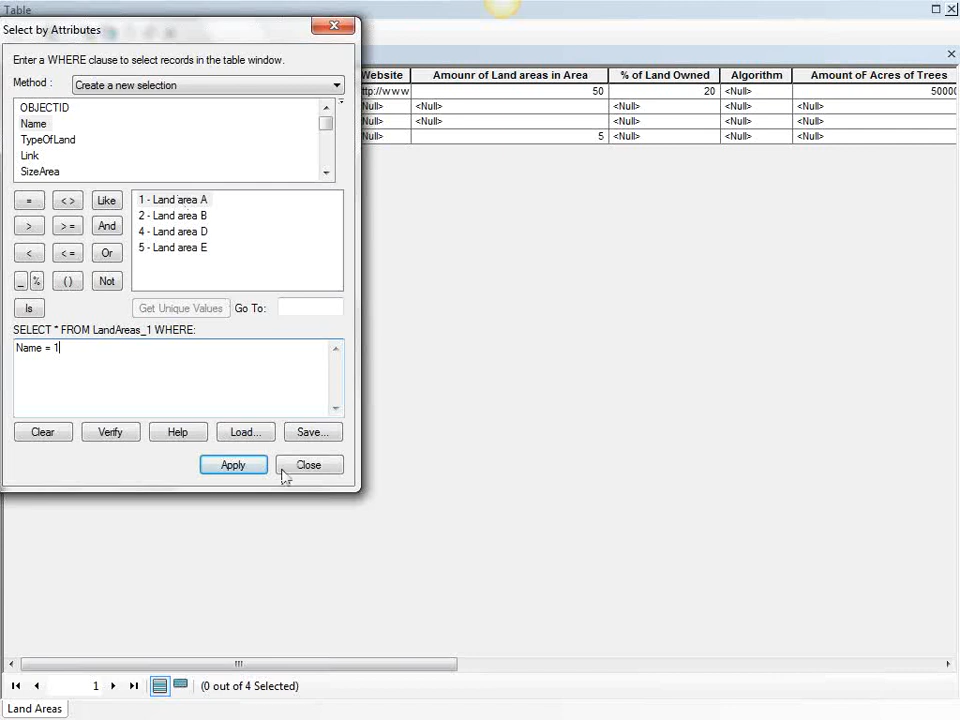 Table
Select by Attributes
Enter a WHERE clause to select records in the table window.
Method : Create a new selection
OBJECTID
Name
TypeOfLand
Link
SizeArea
= <> Like
> >= And
< <= Or
_ % () Not
Is
1 - Land area A
2 - Land area B
4 - Land area D
5 - Land area E
Get Unique Values Go To:
SELECT * FROM LandAreas_1 WHERE:
Name = 1
Clear Verify Help Load... Save...
Apply Close
Website Amounr of Land areas in Area % of Land Owned Algorithm Amount oF Acres of Trees
ttp://www 50 20 <Null> 50000
<Null> <Null> <Null> <Null> <Null>
<Null> <Null> <Null> <Null> <Null>
<Null> 5 <Null> <Null> <Null>
1 (0 out of 4 Selected)
Land Areas